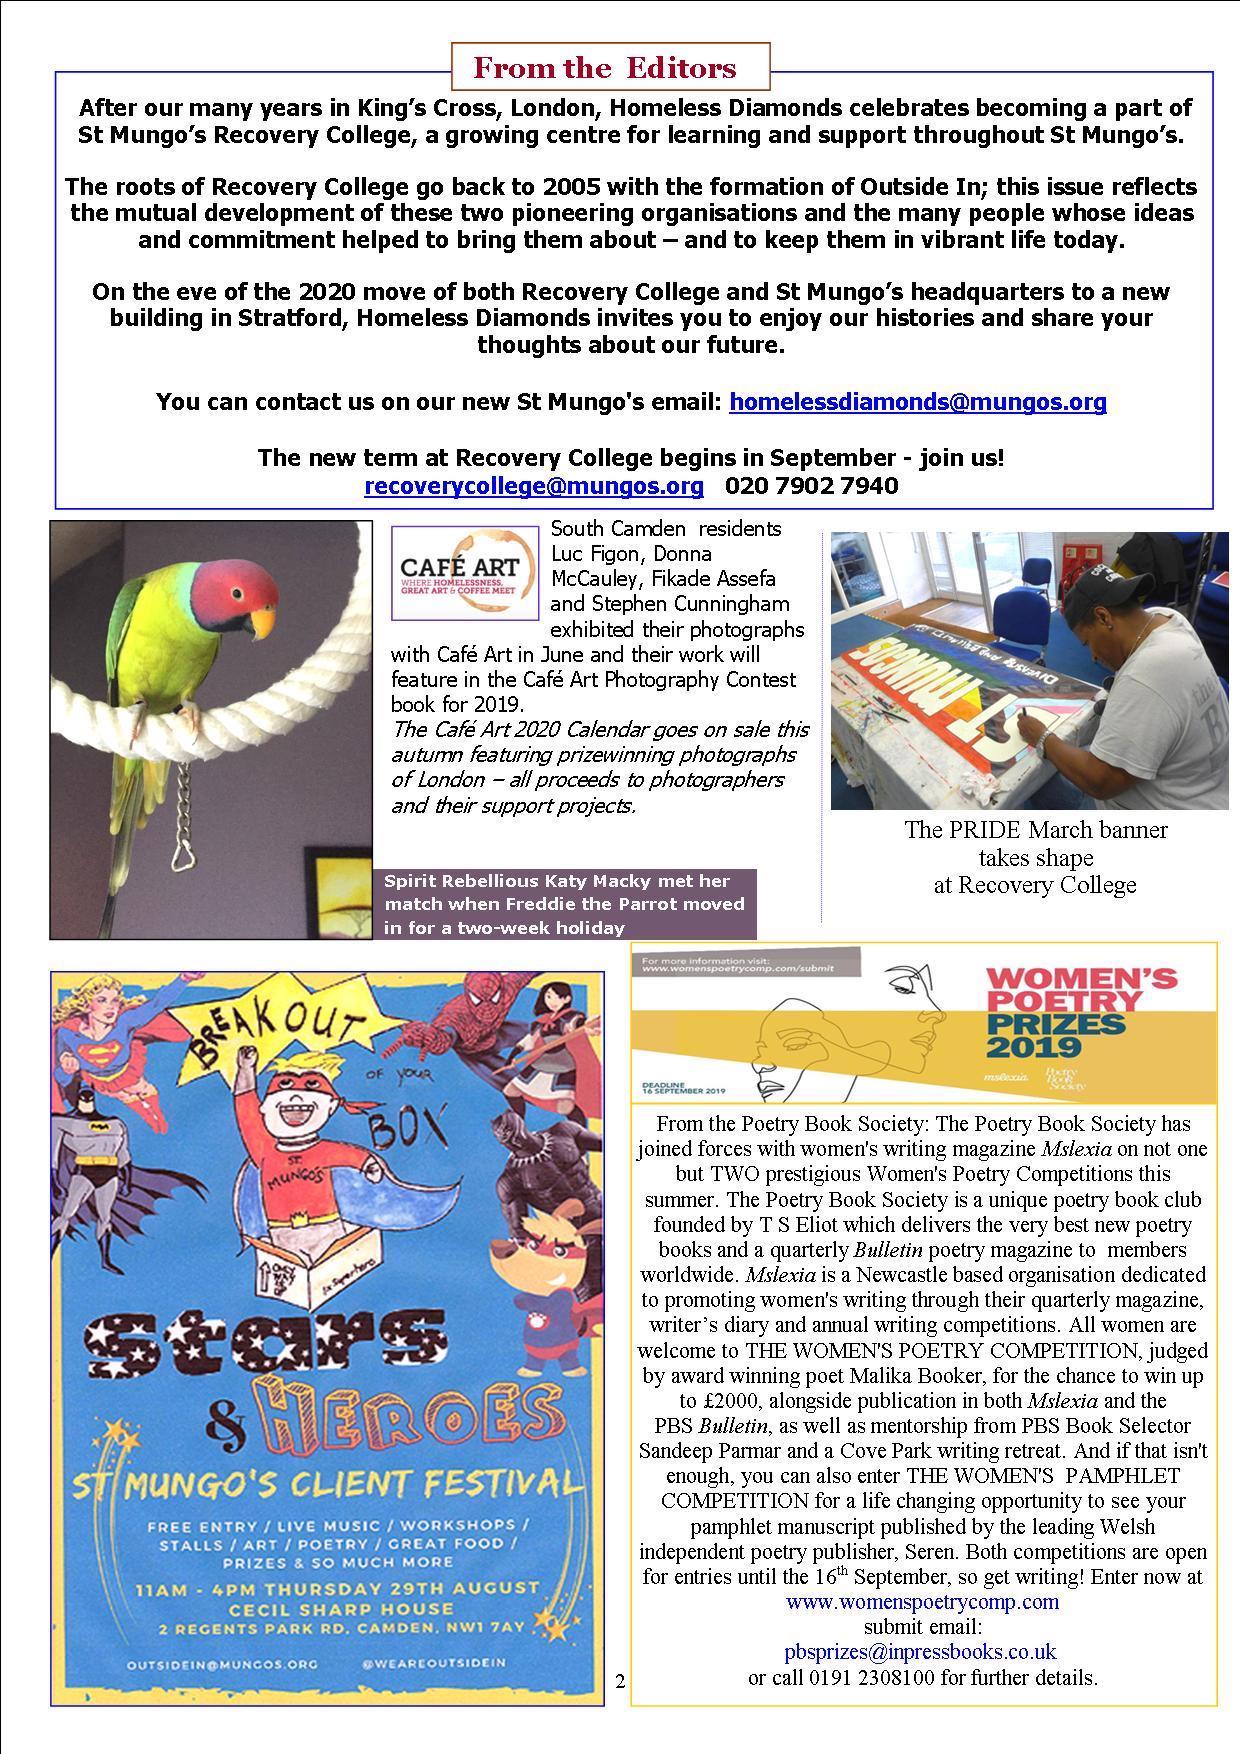 From the  Editors
After our many years in King’s Cross, London, Homeless Diamonds celebrates becoming a part of
St Mungo’s Recovery College, a growing centre for learning and support throughout St Mungo’s.
The roots of Recovery College go back to 2005 with the formation of Outside In; this issue reflects
the mutual development of these two pioneering organisations and the many people whose ideas
and commitment helped to bring them about – and to keep them in vibrant life today.
On the eve of the 2020 move of both Recovery College and St Mungo’s headquarters to a new
building in Stratford, Homeless Diamonds invites you to enjoy our histories and share your
thoughts about our future.
You can contact us on our new St Mungo's email: homelessdiamonds@mungos.org
The new term at Recovery College begins in September - join us!
recoverycollege@mungos.org   020 7902 7940
CAFÉ ART
WHERE HOMELESSNESS,
GREAT ART & COFFEE MEET
South Camden  residents
Luc Figon, Donna
McCauley, Fikade Assefa
and Stephen Cunningham
exhibited their photographs
with Café Art in June and their work will
feature in the Café Art Photography Contest
book for 2019.
The Café Art 2020 Calendar goes on sale this
autumn featuring prizewinning photographs
of London – all proceeds to photographers
and their support projects.
Spirit Rebellious Katy Macky met her
match when Freddie the Parrot moved
in for a two-week holiday
ST MUNGOS
The PRIDE March banner
takes shape
at Recovery College
BREAKOUT
OF YOUR
BOX
ST.
MUNGO'S
ONLY
WAY
UP
stars
& HEROES
ST MUNGO'S CLIENT FESTIVAL
FREE ENTRY / LIVE MUSIC / WORKSHOPS /
STALLS / ART / POETRY / GREAT FOOD /
PRIZES & SO MUCH MORE
11AM - 4PM THURSDAY 29TH AUGUST
CECIL SHARP HOUSE
2 REGENTS PARK RD, CAMDEN, NW1 7AY
OUTSIDEIN@MUNGOS.ORG   @WEAREOUTSIDEIN
2
For more information visit:
www.womenspoetrycomp.com/submit
WOMEN'S
POETRY
PRIZES
2019
DEADLINE
16 SEPTEMBER 2019
mslexia
Poetry
Book
Society
From the Poetry Book Society: The Poetry Book Society has
joined forces with women's writing magazine Mslexia on not one
but TWO prestigious Women's Poetry Competitions this
summer. The Poetry Book Society is a unique poetry book club
founded by T S Eliot which delivers the very best new poetry
books and a quarterly Bulletin poetry magazine to  members
worldwide. Mslexia is a Newcastle based organisation dedicated
to promoting women's writing through their quarterly magazine,
writer’s diary and annual writing competitions. All women are
welcome to THE WOMEN'S POETRY COMPETITION, judged
by award winning poet Malika Booker, for the chance to win up
to £2000, alongside publication in both Mslexia and the
PBS Bulletin, as well as mentorship from PBS Book Selector
Sandeep Parmar and a Cove Park writing retreat. And if that isn't
enough, you can also enter THE WOMEN'S  PAMPHLET
COMPETITION for a life changing opportunity to see your
pamphlet manuscript published by the leading Welsh
independent poetry publisher, Seren. Both competitions are open
for entries until the 16th September, so get writing! Enter now at
www.womenspoetrycomp.com
submit email:
pbsprizes@inpressbooks.co.uk
or call 0191 2308100 for further details.